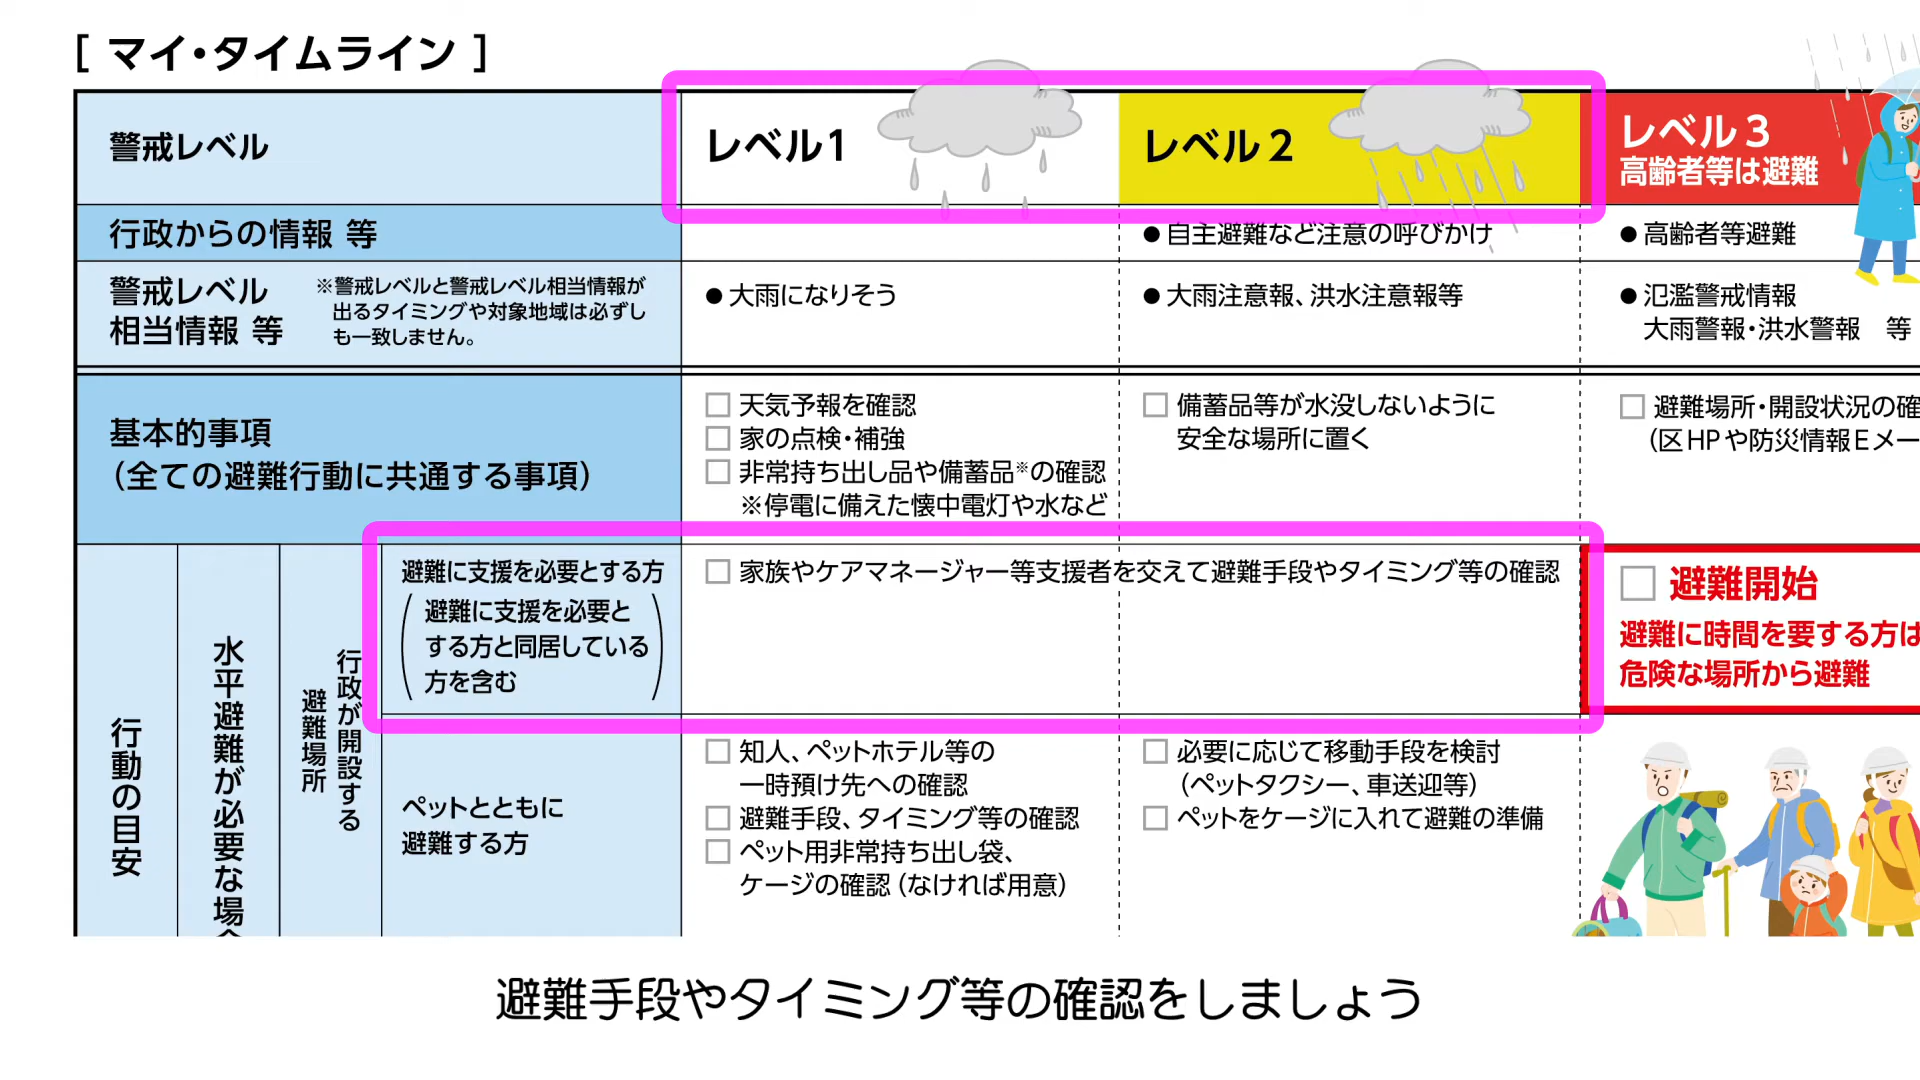 [ マイ・タイムライン ]
警戒レベル
レベル1
レベル2
レベル3
高齢者等は避難
行政からの情報 等
●自主避難など注意の呼びかけ
●高齢者等避難
警戒レベル
相当情報 等
※警戒レベルと警戒レベル相当情報が
出るタイミングや対象地域は必ずし
も一致しません。
●大雨になりそう
●大雨注意報、洪水注意報等
●氾濫警戒情報
大雨警報・洪水警報 等
基本的事項
（全ての避難行動に共通する事項）
□天気予報を確認
□家の点検・補強
□非常持ち出し品や備蓄品※の確認
※停電に備えた懐中電灯や水など
□備蓄品等が水没しないように
安全な場所に置く
□避難場所・開設状況の確
（区HPや防災情報Eメー
行動の目安
水平避難が必要な場
行政が開設する
避難場所
避難に支援を必要とする方
（避難に支援を必要と
する方と同居している
方を含む）
□家族やケアマネージャー等支援者を交えて避難手段やタイミング等の確認
□避難開始
避難に時間を要する方は
危険な場所から避難
ペットとともに
避難する方
□知人、ペットホテル等の
一時預け先への確認
□避難手段、タイミング等の確認
□ペット用非常持ち出し袋、
ケージの確認（なければ用意）
□必要に応じて移動手段を検討
（ペットタクシー、車送迎等）
□ペットをケージに入れて避難の準備
避難手段やタイミング等の確認をしましょう